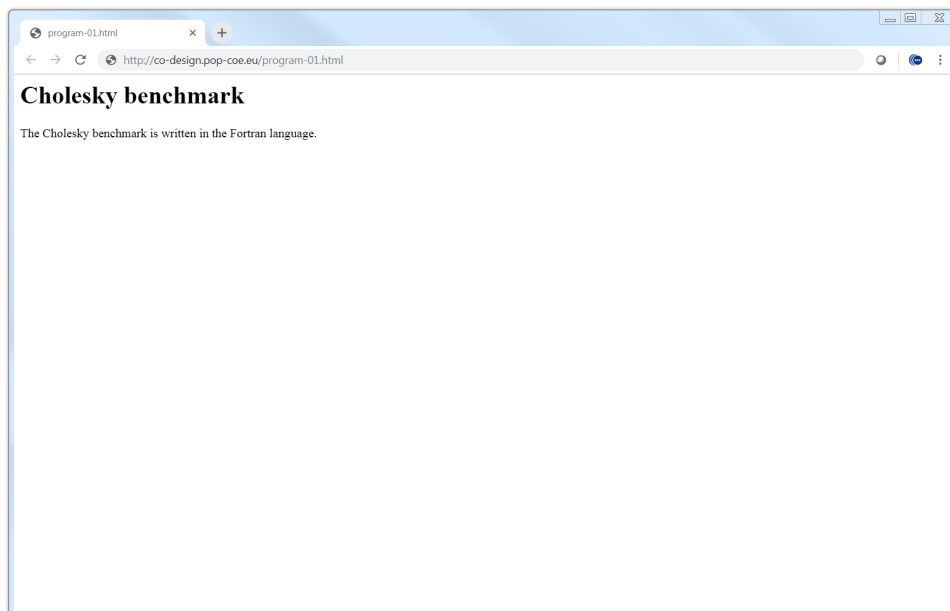 program-01.html
http://co-design.pop-coe.eu/program-01.html
Cholesky benchmark
The Cholesky benchmark is written in the Fortran language.